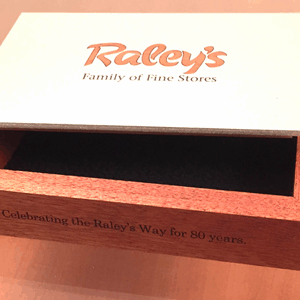 Raley's
Family of Fine Stores
Celebrating the Raley's Way for 80 years.